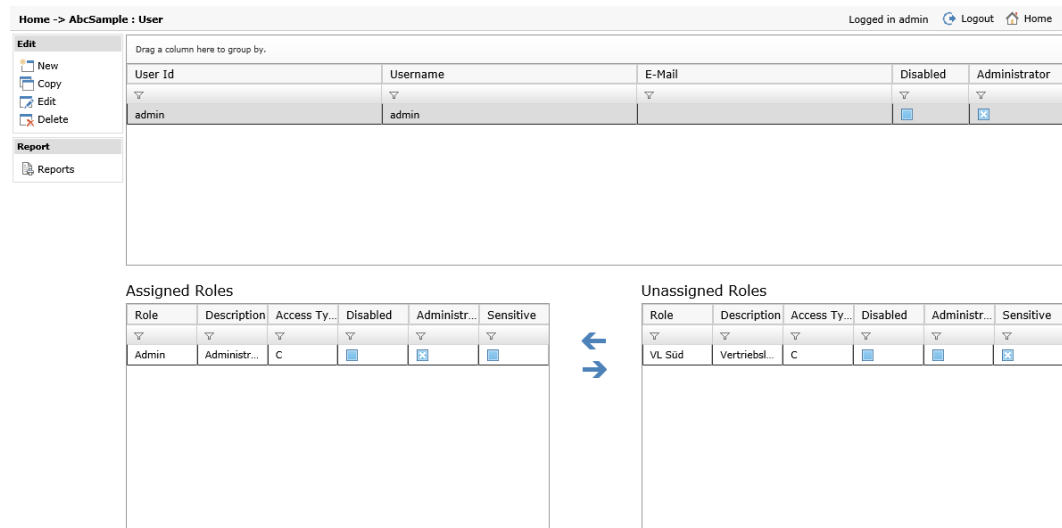 Home -> AbcSample : User
Logged in admin Logout Home
Edit
New
Copy
Edit
Delete
Report
Reports
Drag a column here to group by.
User Id Username E-Mail Disabled Administrator
admin admin
Assigned Roles
Role Description Access Ty... Disabled Administr... Sensitive
Admin Administr... C
Unassigned Roles
Role Description Access Ty... Disabled Administr... Sensitive
VL Süd Vertriebsl... C